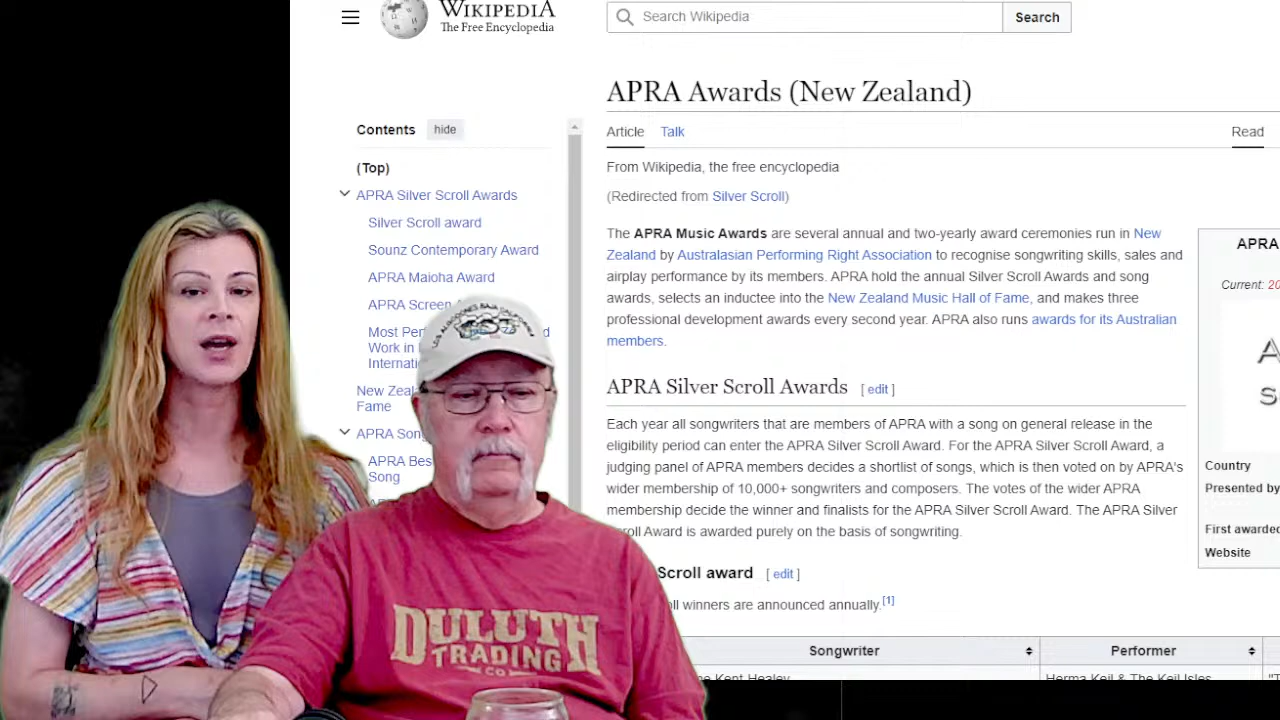 WIKIPEDIA
The Free Encyclopedia
Search Wikipedia
Search
APRA Awards (New Zealand)
Contents
hide
Article
Talk
Read
(Top)
From Wikipedia, the free encyclopedia
APRA Silver Scroll Awards
(Redirected from Silver Scroll)
Silver Scroll award
Sounz Contemporary Award
APRA Maioha Award
APRA Screen
Most
Work in
New
Fame
APRA
APRA
Song
The APRA Music Awards are several annual and two-yearly award ceremonies run in New
Zealand by Australasian Performing Right Association to recognise songwriting skills, sales and
airplay performance by its members. APRA hold the annual Silver Scroll Awards and song
awards, selects an inductee into the New Zealand Music Hall of Fame, and makes three
professional development awards every second year. APRA also runs awards for its Australian
members.
APRA Silver Scroll Awards [ edit ]
Each year all songwriters that are members of APRA with a song on general release in the
eligibility period can enter the APRA Silver Scroll Award. For the APRA Silver Scroll Award, a
judging panel of APRA members decides a shortlist of songs, which is then voted on by APRA's
wider membership of 10,000+ songwriters and composers. The votes of the wider APRA
membership decide the winner and finalists for the APRA Silver Scroll Award. The APRA Silver
Award is awarded purely on the basis of songwriting.
Scroll award [ edit ]
winners are announced annually.[1]
Songwriter
Performer
Kent Healey
Herma Keil & The Keil Isles
APRA
Current: 20
Country
Presented by
First awarded
Website
DULUTH
TRADING
CO